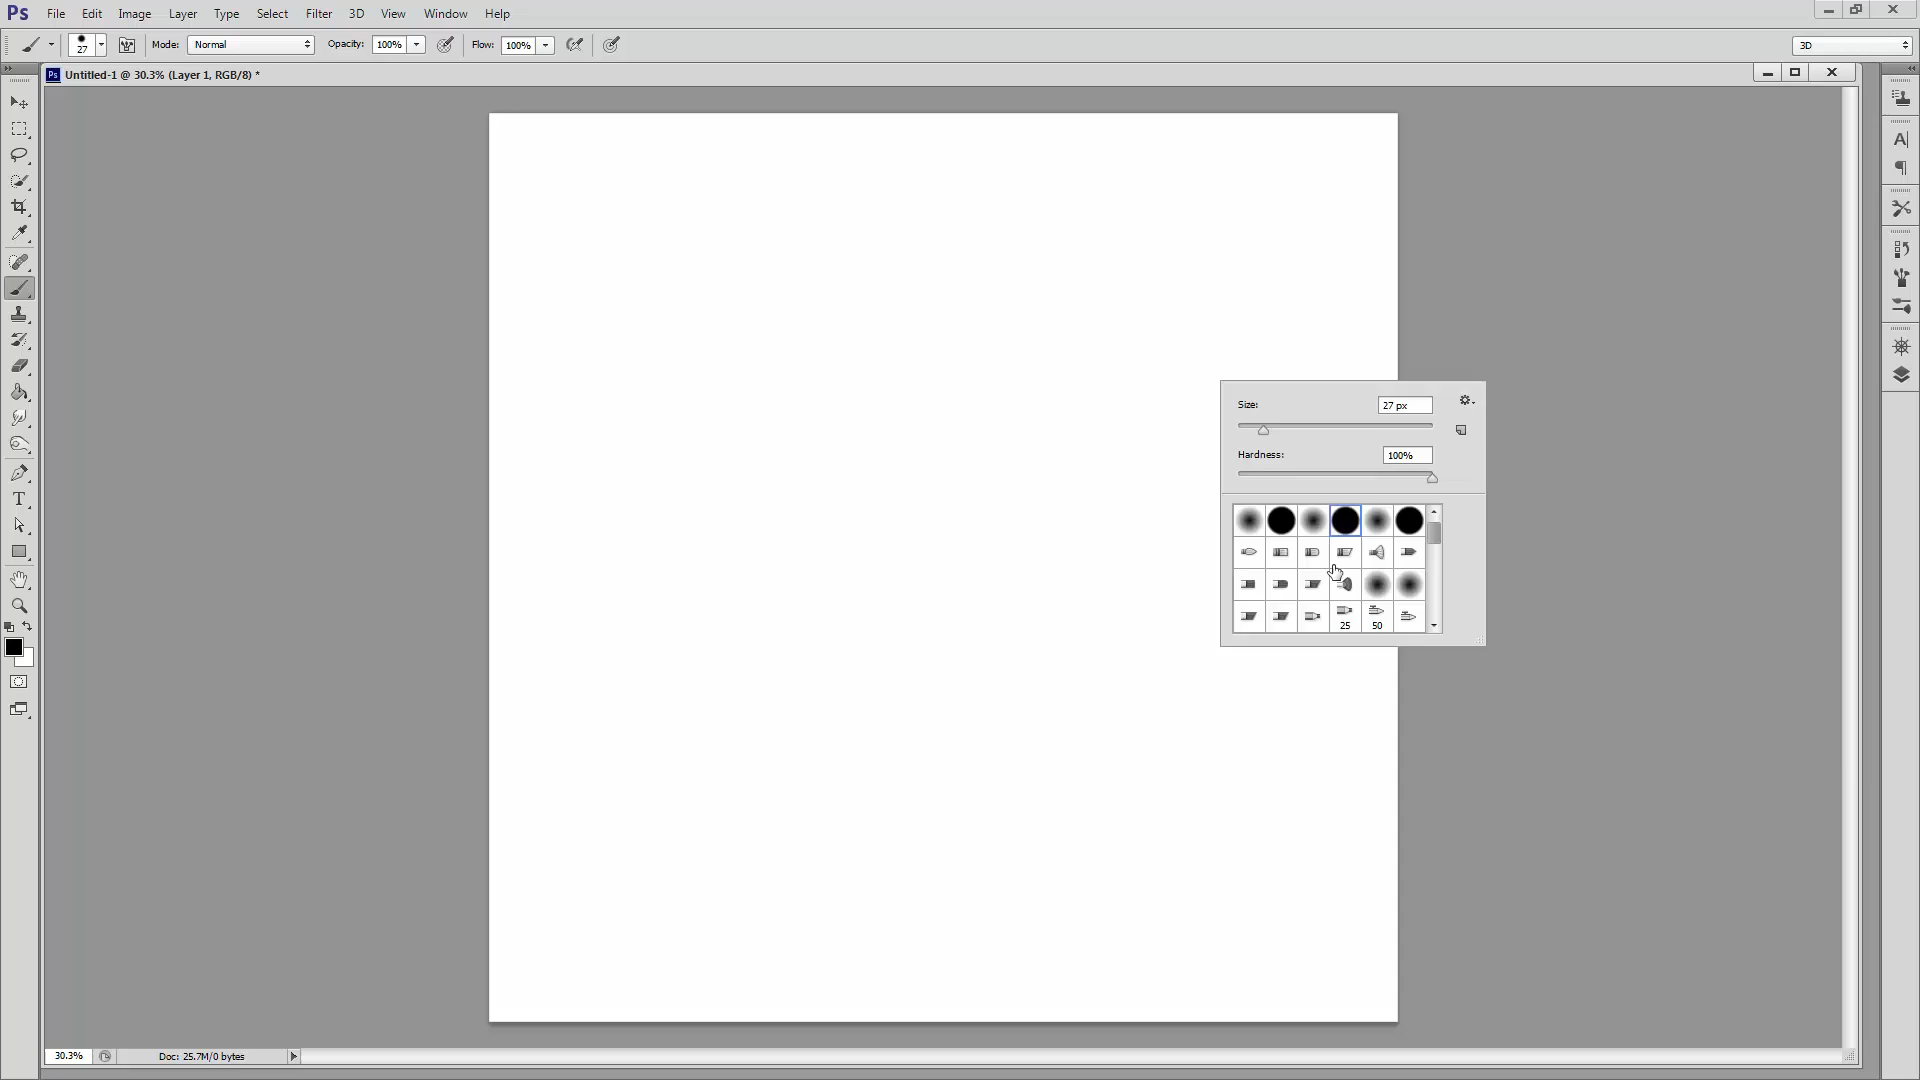 Ps File Edit Image Layer Type Select Filter 3D View Window Help
27 Mode: Normal Opacity: 100% Flow: 100% 3D
Ps Untitled-1 @ 30.3% (Layer 1, RGB/8) *
Size: 27 px
Hardness: 100%
25 50
T
A
30.3% Doc: 25.7M/0 bytes